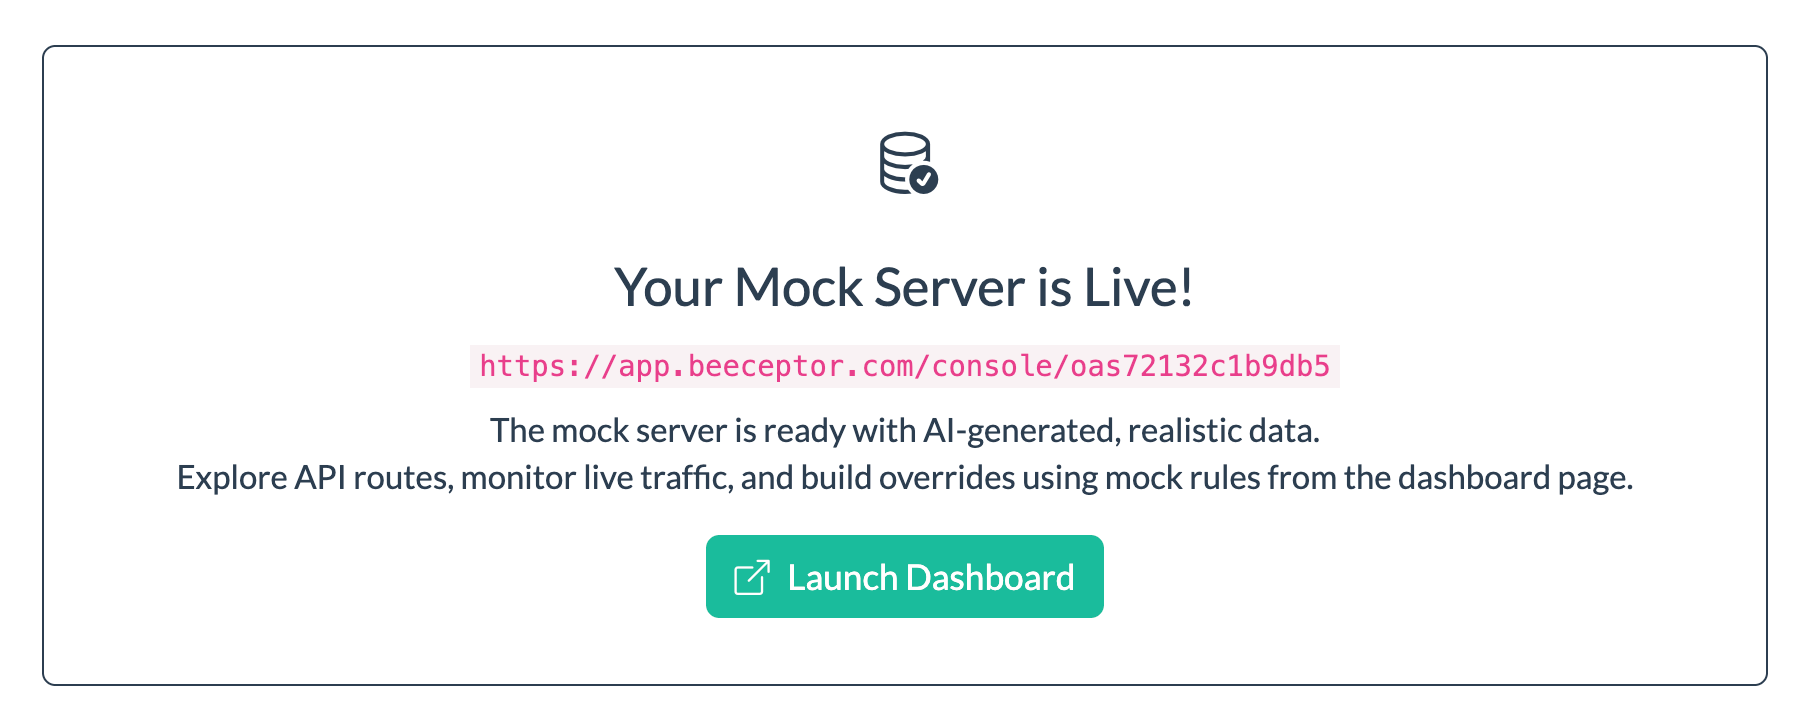 Your Mock Server is Live!
https://app.beeceptor.com/console/oas72132c1b9db5
The mock server is ready with AI-generated, realistic data.
Explore API routes, monitor live traffic, and build overrides using mock rules from the dashboard page.
Launch Dashboard